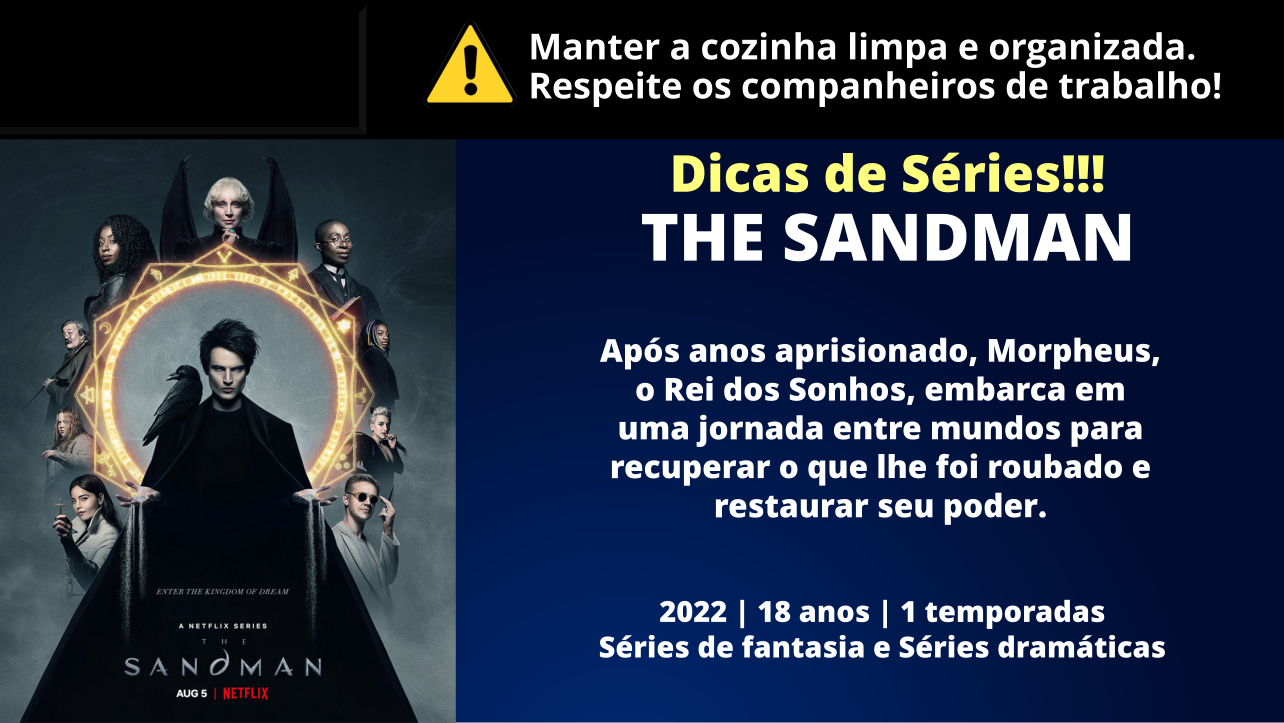 Manter a cozinha limpa e organizada.
Respeite os companheiros de trabalho!
Dicas de Séries!!!
THE SANDMAN
Após anos aprisionado, Morpheus,
o Rei dos Sonhos, embarca em
uma jornada entre mundos para
recuperar o que lhe foi roubado e
restaurar seu poder.
2022 | 18 anos | 1 temporadas
Séries de fantasia e Séries dramáticas
ENTER THE KINGDOM OF DREAM
A NETFLIX SERIES
THE
SANDMAN
AUG 5 | NETFLIX